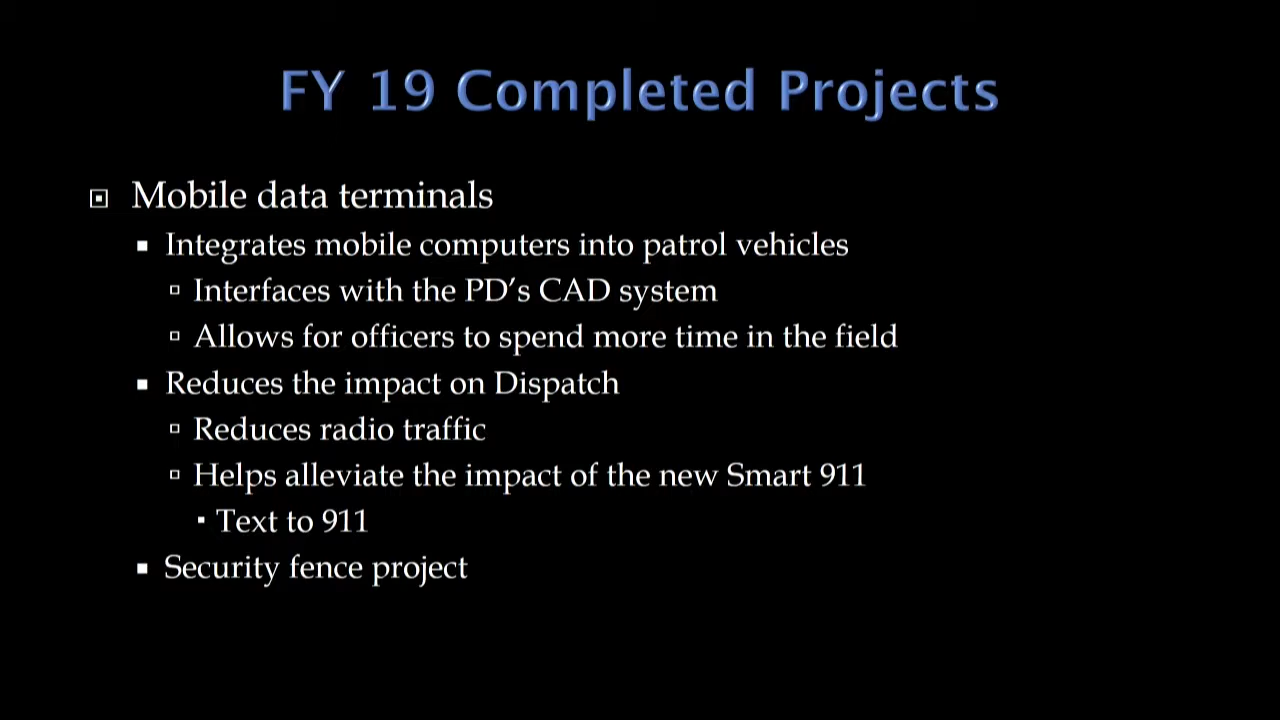 FY 19 Completed Projects
Mobile data terminals
Integrates mobile computers into patrol vehicles
Interfaces with the PD’s CAD system
Allows for officers to spend more time in the field
Reduces the impact on Dispatch
Reduces radio traffic
Helps alleviate the impact of the new Smart 911
Text to 911
Security fence project